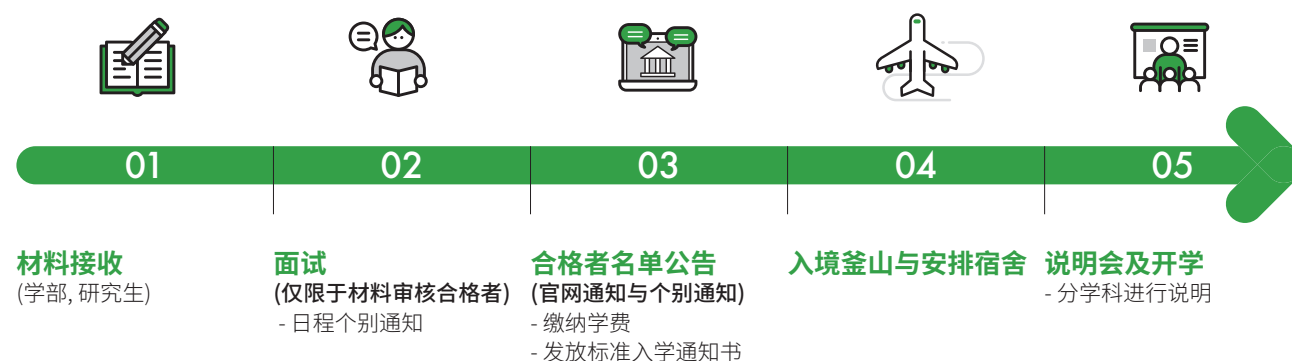 01
02
03
04
05
材料接收
(学部, 研究生)
面试
(仅限于材料审核合格者)
- 日程个别通知
合格者名单公告
(官网通知与个别通知)
- 缴纳学费
- 发放标准入学通知书
入境釜山与安排宿舍
说明会及开学
- 分学科进行说明